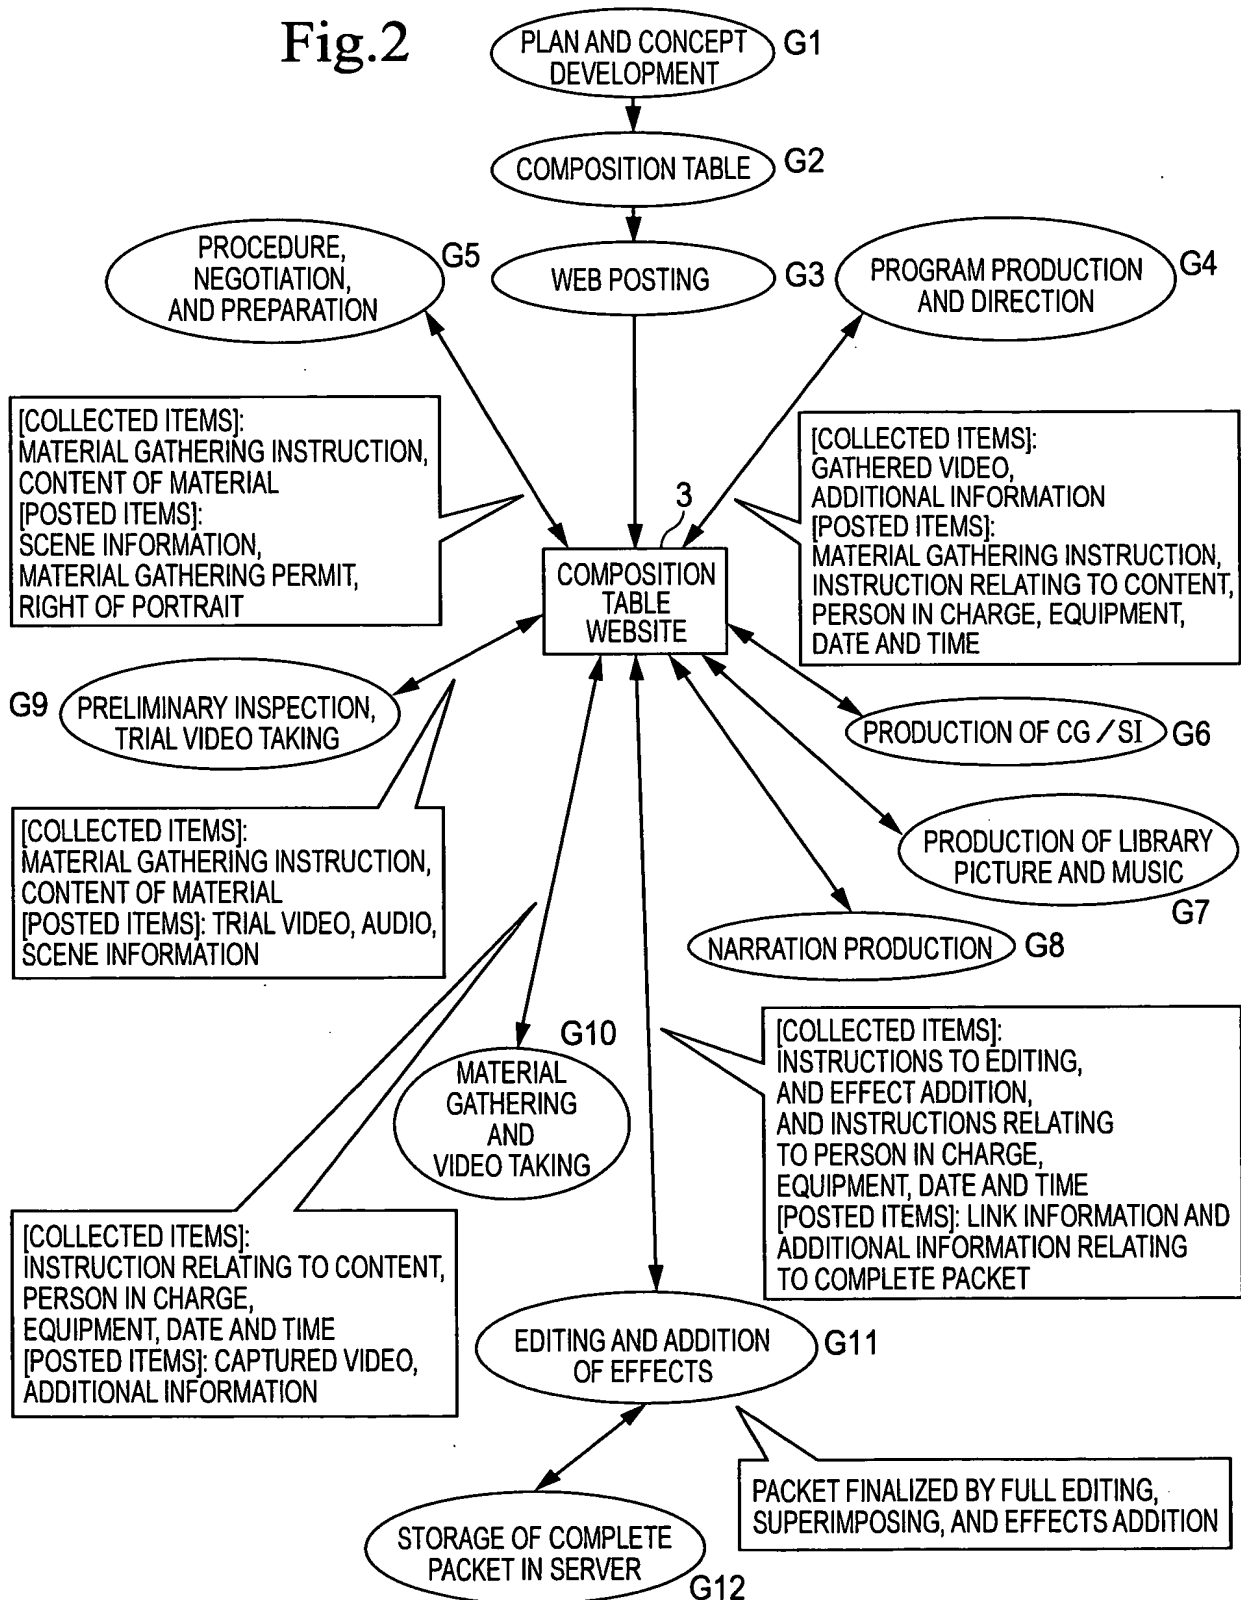 Fig.2
PLAN AND CONCEPT
DEVELOPMENT
G1
COMPOSITION TABLE
G2
WEB POSTING
G3
PROCEDURE,
NEGOTIATION,
AND PREPARATION
G5
PROGRAM PRODUCTION
AND DIRECTION
G4
[COLLECTED ITEMS]:
MATERIAL GATHERING INSTRUCTION,
CONTENT OF MATERIAL
[POSTED ITEMS]:
SCENE INFORMATION,
MATERIAL GATHERING PERMIT,
RIGHT OF PORTRAIT
[COLLECTED ITEMS]:
GATHERED VIDEO,
ADDITIONAL INFORMATION
[POSTED ITEMS]:
MATERIAL GATHERING INSTRUCTION,
INSTRUCTION RELATING TO CONTENT,
PERSON IN CHARGE, EQUIPMENT,
DATE AND TIME
3
COMPOSITION
TABLE
WEBSITE
G9
PRELIMINARY INSPECTION,
TRIAL VIDEO TAKING
PRODUCTION OF CG/SI
G6
PRODUCTION OF LIBRARY
PICTURE AND MUSIC
G7
NARRATION PRODUCTION
G8
[COLLECTED ITEMS]:
MATERIAL GATHERING INSTRUCTION,
CONTENT OF MATERIAL
[POSTED ITEMS]: TRIAL VIDEO, AUDIO,
SCENE INFORMATION
G10
MATERIAL
GATHERING
AND
VIDEO TAKING
[COLLECTED ITEMS]:
INSTRUCTIONS TO EDITING,
AND EFFECT ADDITION,
AND INSTRUCTIONS RELATING
TO PERSON IN CHARGE,
EQUIPMENT, DATE AND TIME
[POSTED ITEMS]: LINK INFORMATION AND
ADDITIONAL INFORMATION RELATING
TO COMPLETE PACKET
[COLLECTED ITEMS]:
INSTRUCTION RELATING TO CONTENT,
PERSON IN CHARGE,
EQUIPMENT, DATE AND TIME
[POSTED ITEMS]: CAPTURED VIDEO,
ADDITIONAL INFORMATION
EDITING AND ADDITION
OF EFFECTS
G11
PACKET FINALIZED BY FULL EDITING,
SUPERIMPOSING, AND EFFECTS ADDITION
STORAGE OF COMPLETE
PACKET IN SERVER
G12